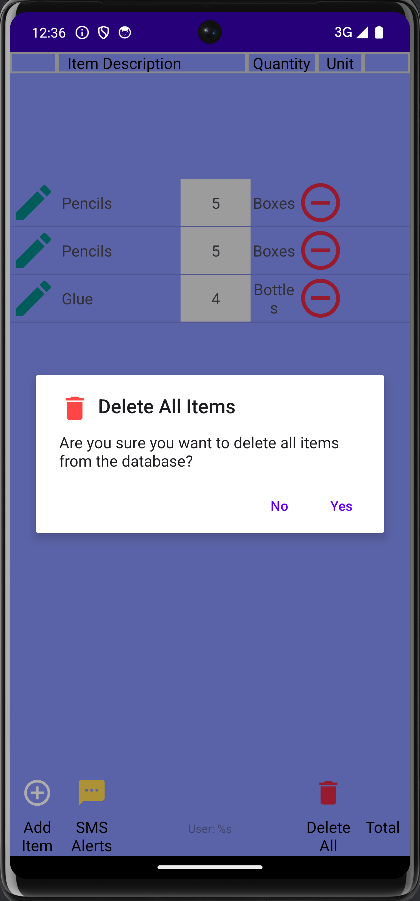 12:36 3G
Item Description Quantity Unit
Pencils 5 Boxes
Pencils 5 Boxes
Glue 4 Bottle
s
Delete All Items
Are you sure you want to delete all items
from the database?
No Yes
Add SMS User: %s Delete Total
Item Alerts All